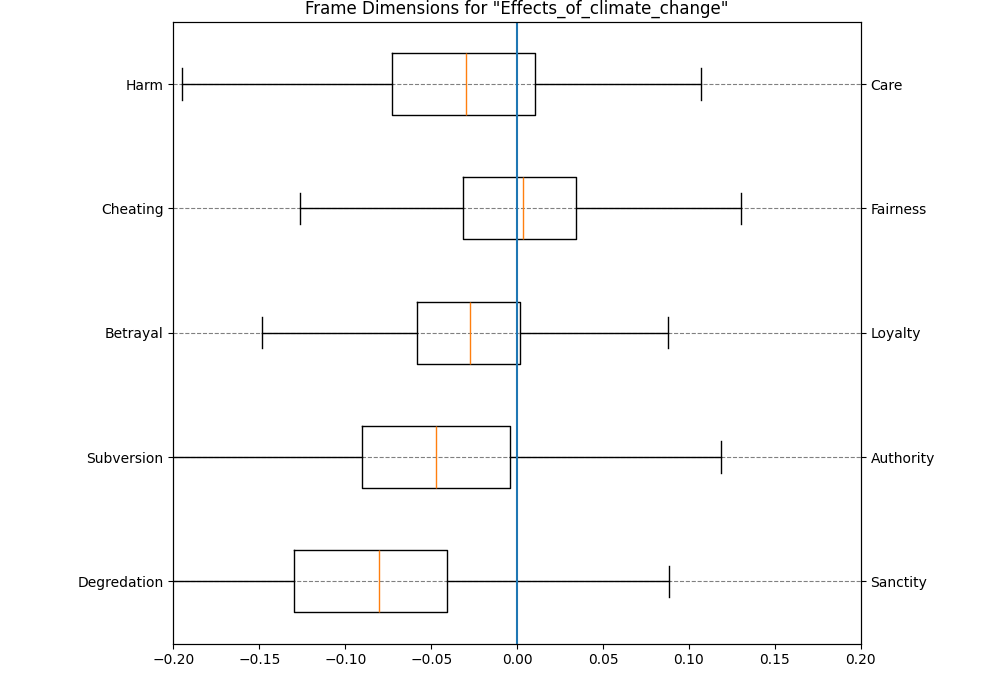 Frame Dimensions for "Effects_of_climate_change"
Harm Care
Cheating Fairness
Betrayal Loyalty
Subversion Authority
Degredation Sanctity
−0.20 −0.15 −0.10 −0.05 0.00 0.05 0.10 0.15 0.20